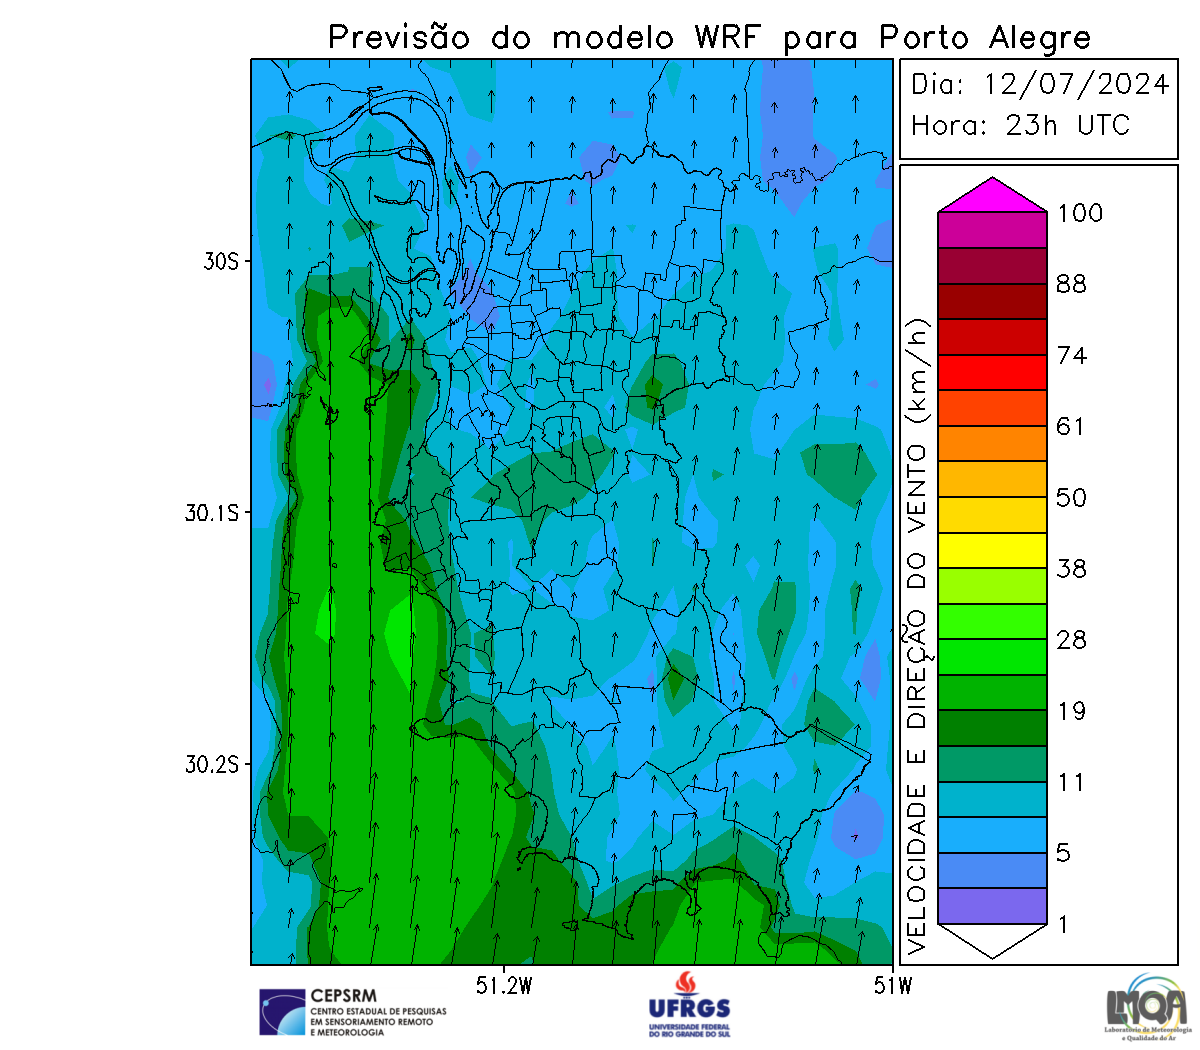 Previsão do modelo WRF para Porto Alegre
Dia: 12/07/2024
Hora: 23h UTC
30S
30.1S
30.2S
51.2W
51W
VELOCIDADE E DIREÇÃO DO VENTO (km/h)
100
88
74
61
50
38
28
19
11
5
1
CEPSRM
CENTRO ESTADUAL DE PESQUISAS
EM SENSORIAMENTO REMOTO
E METEOROLOGIA
UFRGS
UNIVERSIDADE FEDERAL
DO RIO GRANDE DO SUL
LMQA
Laboratório de Meteorologia
e Qualidade do Ar